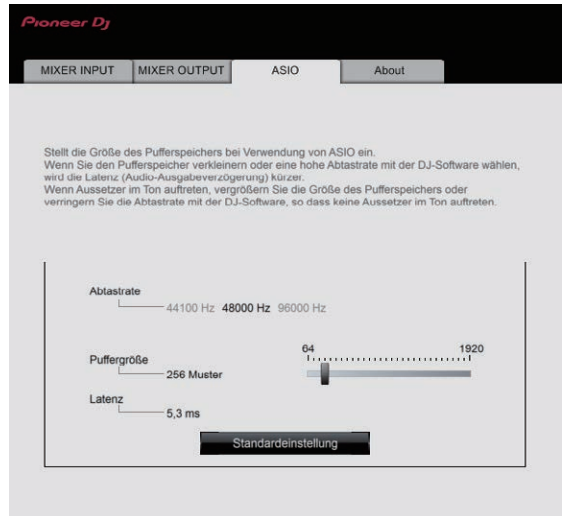 Pioneer Dj
MIXER INPUT
MIXER OUTPUT
ASIO
About
Stellt die Größe des Pufferspeichers bei Verwendung von ASIO ein.
Wenn Sie den Pufferspeicher verkleinern oder eine hohe Abtastrate mit der DJ-Software wählen,
wird die Latenz (Audio-Ausgabeverzögerung) kürzer.
Wenn Aussetzer im Ton auftreten, vergrößern Sie die Größe des Pufferspeichers oder
verringern Sie die Abtastrate mit der DJ-Software, so dass keine Aussetzer im Ton auftreten.
Abtastrate
44100 Hz 48000 Hz 96000 Hz
64 1920
Puffergröße
256 Muster
Latenz
5,3 ms
Standardeinstellung